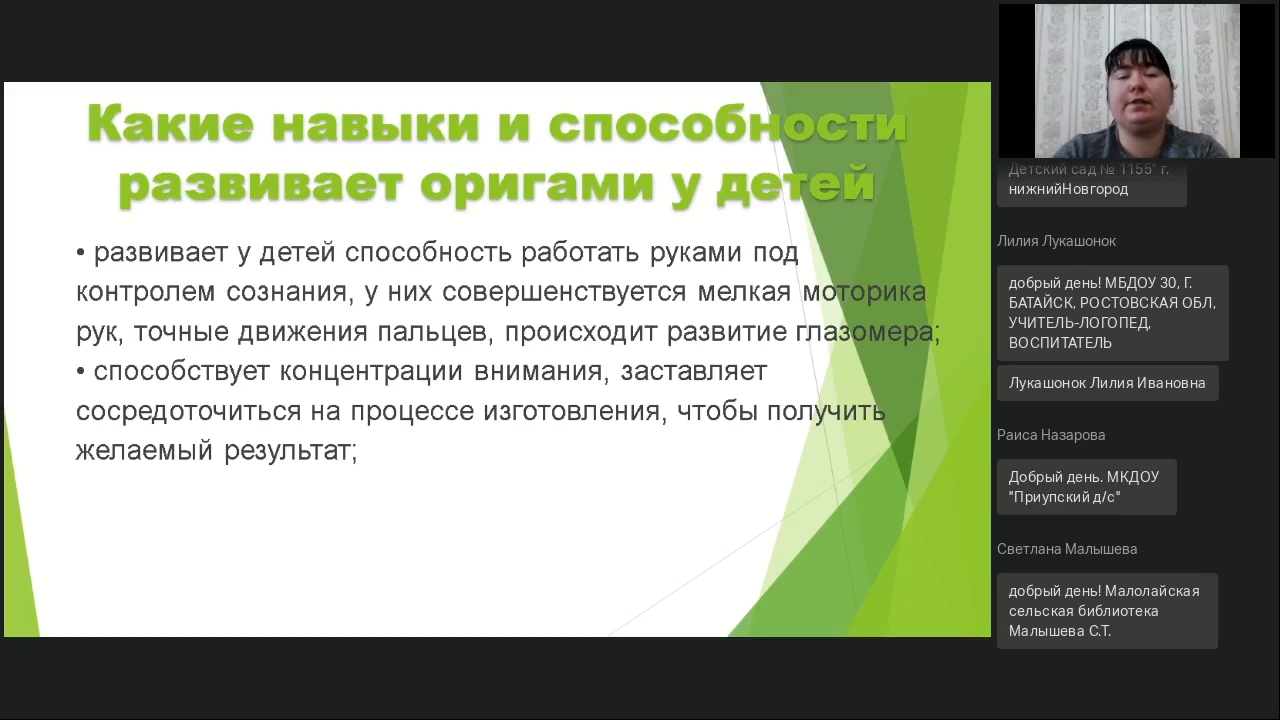 Какие навыки и способности
развивает оригами у детей
• развивает у детей способность работать руками под
контролем сознания, у них совершенствуется мелкая моторика
рук, точные движения пальцев, происходит развитие глазомера;
• способствует концентрации внимания, заставляет
сосредоточиться на процессе изготовления, чтобы получить
желаемый результат;
Детский сад № 1155" г.
нижнийНовгород
Лилия Лукашонок
добрый день! МБДОУ 30, Г.
БАТАЙСК, РОСТОВСКАЯ ОБЛ,
УЧИТЕЛЬ-ЛОГОПЕД,
ВОСПИТАТЕЛЬ
Лукашонок Лилия Ивановна
Раиса Назарова
Добрый день. МКДОУ
"Приупский д/с"
Светлана Малышева
добрый день! Малолайская
сельская библиотека
Малышева С.Т.